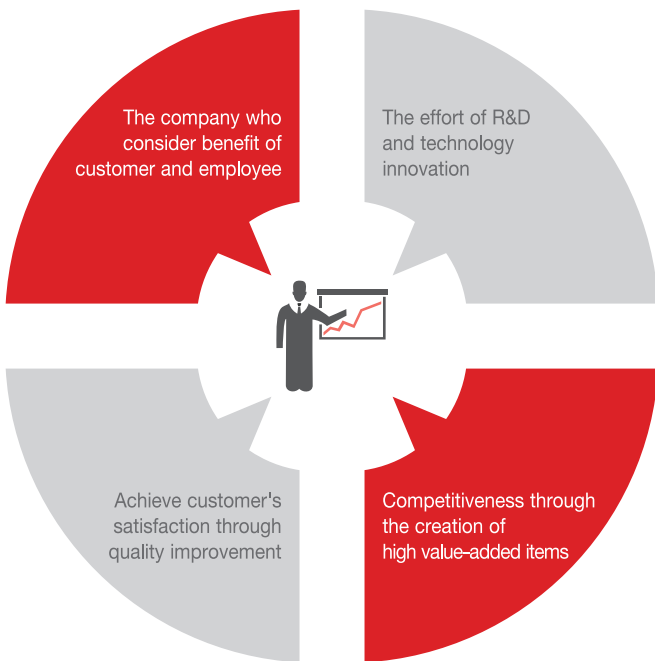 The company who
consider benefit of
customer and employee
The effort of R&D
and technology
innovation
Achieve customer's
satisfaction through
quality improvement
Competitiveness through
the creation of
high value-added items